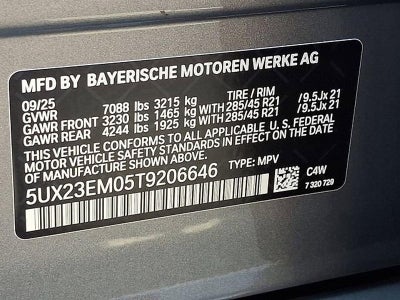 MFD BY BAYERISCHE MOTOREN WERKE AG
09/25 TIRE / RIM
GVWR 7088 lbs 3215 kg
GAWR FRONT 3230 lbs 1465 kg WITH 285/45 R21 /9.5Jx 21
GAWR REAR 4244 lbs 1925 kg WITH 285/45 R21 /9.5Jx 21
THIS VEHICLE CONFORMS TO ALL APPLICABLE U.S.
MOTOR VEHICLE SAFETY STANDARDS IN EFFECT ON
THE DATE OF MANUFACTURE SHOWN ABOVE.
5UX23EM05T9206646 TYPE: MPV
C4W
7 320 729